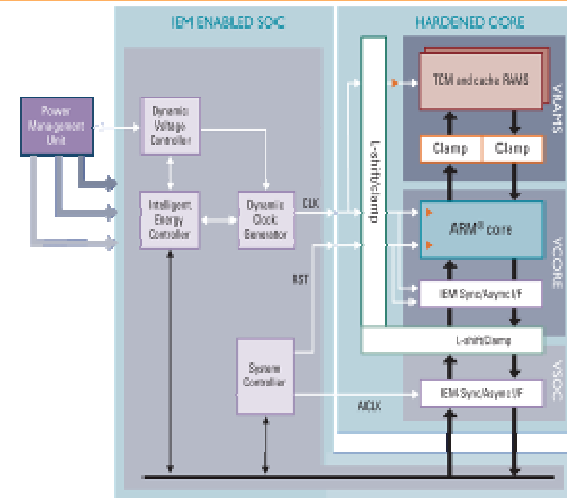 IEM ENABLED SOC
HARDENED CORE
Power
Management
Unit
Dynamic
Voltage
Controller
Intelligent
Energy
Controller
Dynamic
Clock
Generator
CLK
RST
System
Controller
L-shift/clamp
TCM and cache RAMS
VRAMS
Clamp
Clamp
ARM® core
VCORE
IEM Sync/Async I/F
L-shift/Clamp
VSOC
IEM Sync/Async I/F